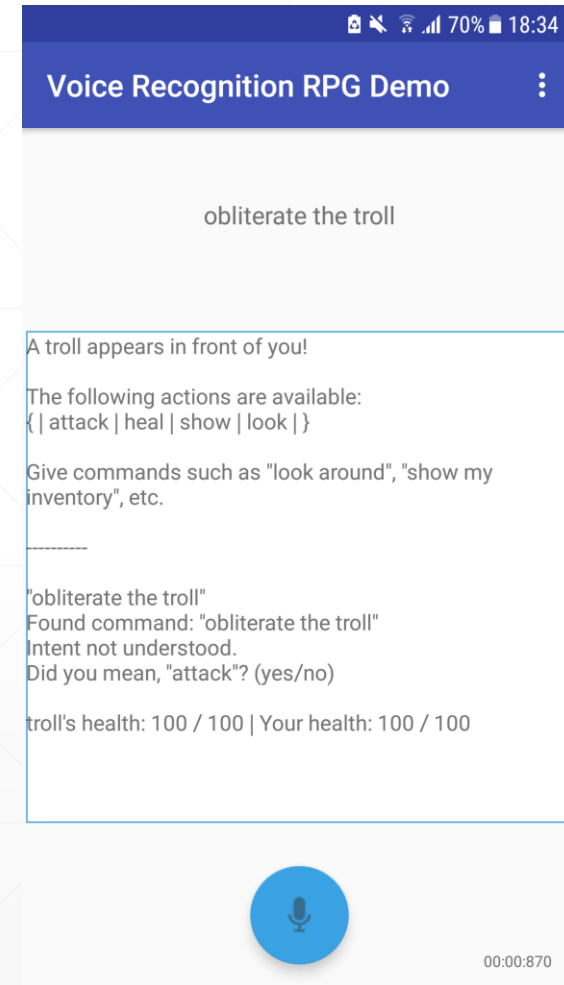 70% 18:34
Voice Recognition RPG Demo
obliterate the troll
A troll appears in front of you!
The following actions are available:
{ | attack | heal | show | look | }
Give commands such as "look around", "show my
inventory", etc.
----------
"obliterate the troll"
Found command: "obliterate the troll"
Intent not understood.
Did you mean, "attack"? (yes/no)
troll's health: 100 / 100 | Your health: 100 / 100
00:00:870